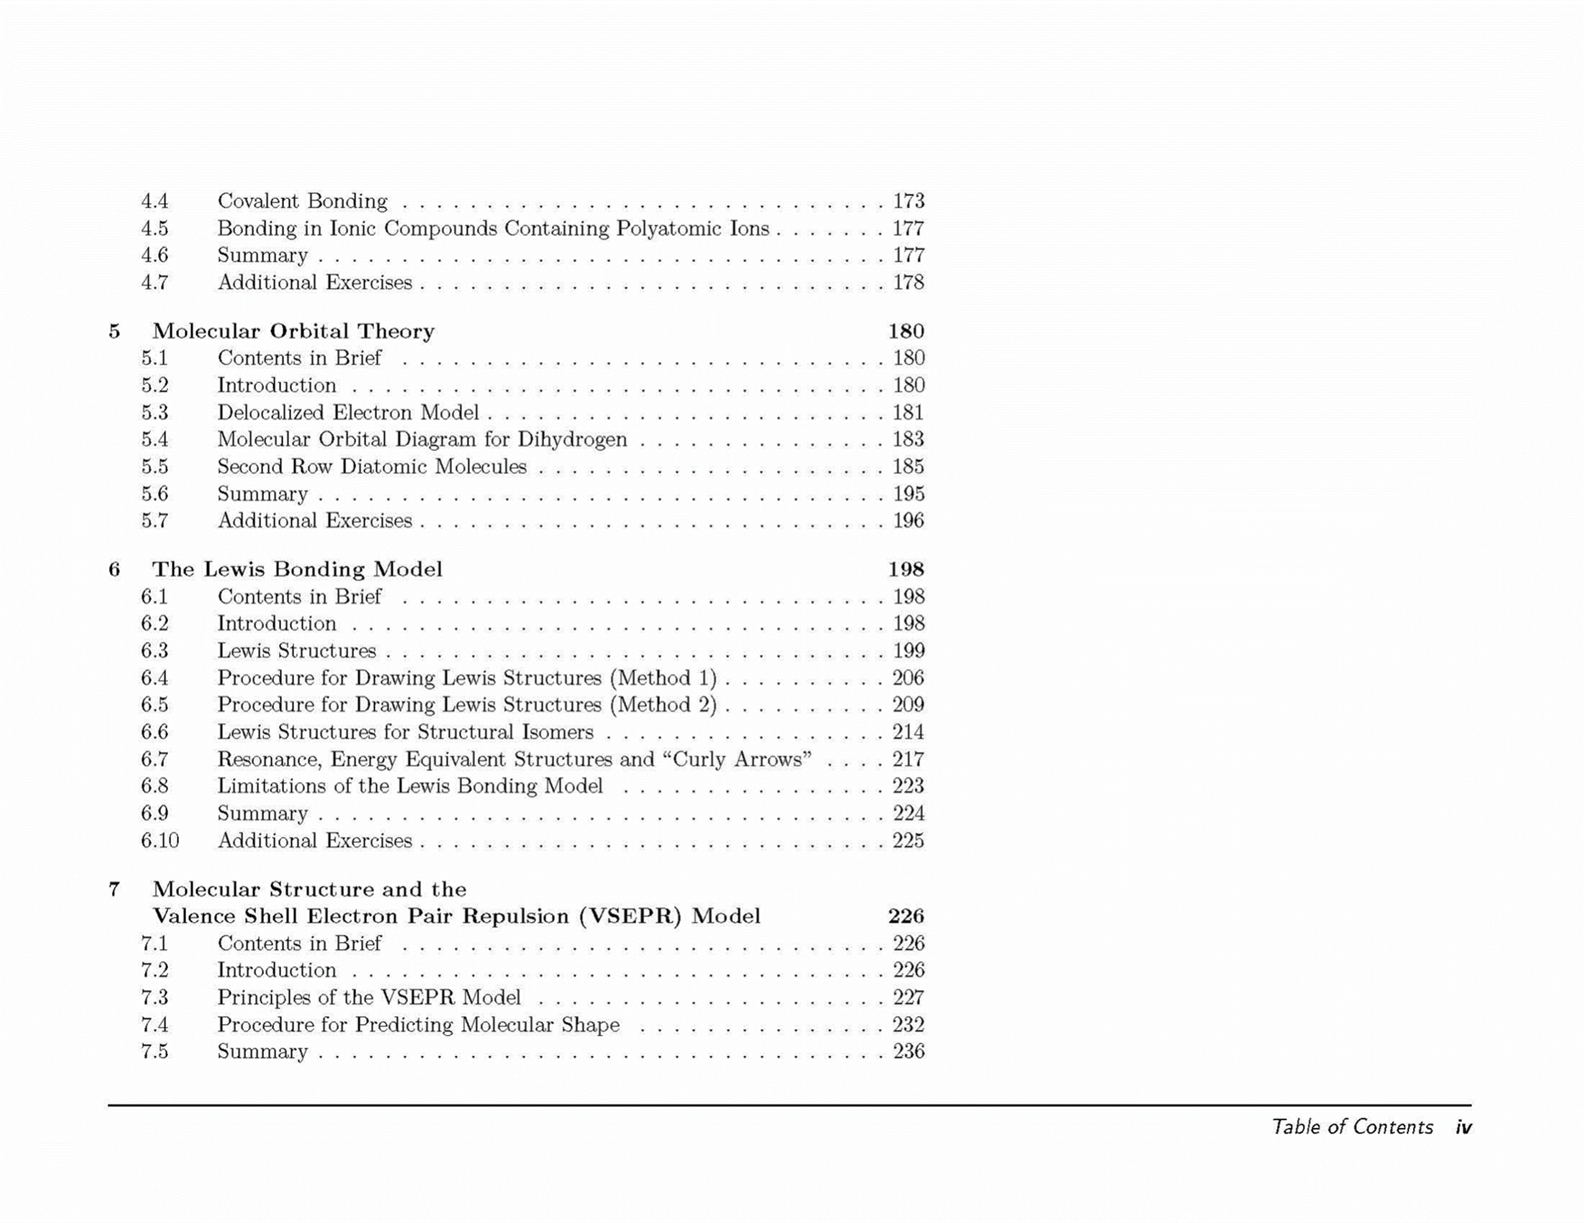 4.4 Covalent Bonding . . . . . . . . . . . . . . . . . . . . . . . . . . . . . 173
4.5 Bonding in Ionic Compounds Containing Polyatomic Ions . . . . . . . 177
4.6 Summary . . . . . . . . . . . . . . . . . . . . . . . . . . . . . . . . . . 177
4.7 Additional Exercises . . . . . . . . . . . . . . . . . . . . . . . . . . . . 178
5 Molecular Orbital Theory 180
5.1 Contents in Brief . . . . . . . . . . . . . . . . . . . . . . . . . . . . . 180
5.2 Introduction . . . . . . . . . . . . . . . . . . . . . . . . . . . . . . . . 180
5.3 Delocalized Electron Model . . . . . . . . . . . . . . . . . . . . . . . . 181
5.4 Molecular Orbital Diagram for Dihydrogen . . . . . . . . . . . . . . . 183
5.5 Second Row Diatomic Molecules . . . . . . . . . . . . . . . . . . . . . 185
5.6 Summary . . . . . . . . . . . . . . . . . . . . . . . . . . . . . . . . . . 195
5.7 Additional Exercises . . . . . . . . . . . . . . . . . . . . . . . . . . . . 196
6 The Lewis Bonding Model 198
6.1 Contents in Brief . . . . . . . . . . . . . . . . . . . . . . . . . . . . . 198
6.2 Introduction . . . . . . . . . . . . . . . . . . . . . . . . . . . . . . . . 198
6.3 Lewis Structures . . . . . . . . . . . . . . . . . . . . . . . . . . . . . . 199
6.4 Procedure for Drawing Lewis Structures (Method 1) . . . . . . . . . . 206
6.5 Procedure for Drawing Lewis Structures (Method 2) . . . . . . . . . . 209
6.6 Lewis Structures for Structural Isomers . . . . . . . . . . . . . . . . . 214
6.7 Resonance, Energy Equivalent Structures and “Curly Arrows” . . . . 217
6.8 Limitations of the Lewis Bonding Model . . . . . . . . . . . . . . . . 223
6.9 Summary . . . . . . . . . . . . . . . . . . . . . . . . . . . . . . . . . . 224
6.10 Additional Exercises . . . . . . . . . . . . . . . . . . . . . . . . . . . . 225
7 Molecular Structure and the
Valence Shell Electron Pair Repulsion (VSEPR) Model 226
7.1 Contents in Brief . . . . . . . . . . . . . . . . . . . . . . . . . . . . . 226
7.2 Introduction . . . . . . . . . . . . . . . . . . . . . . . . . . . . . . . . 226
7.3 Principles of the VSEPR Model . . . . . . . . . . . . . . . . . . . . . 227
7.4 Procedure for Predicting Molecular Shape . . . . . . . . . . . . . . . 232
7.5 Summary . . . . . . . . . . . . . . . . . . . . . . . . . . . . . . . . . . 236
Table of Contents iv